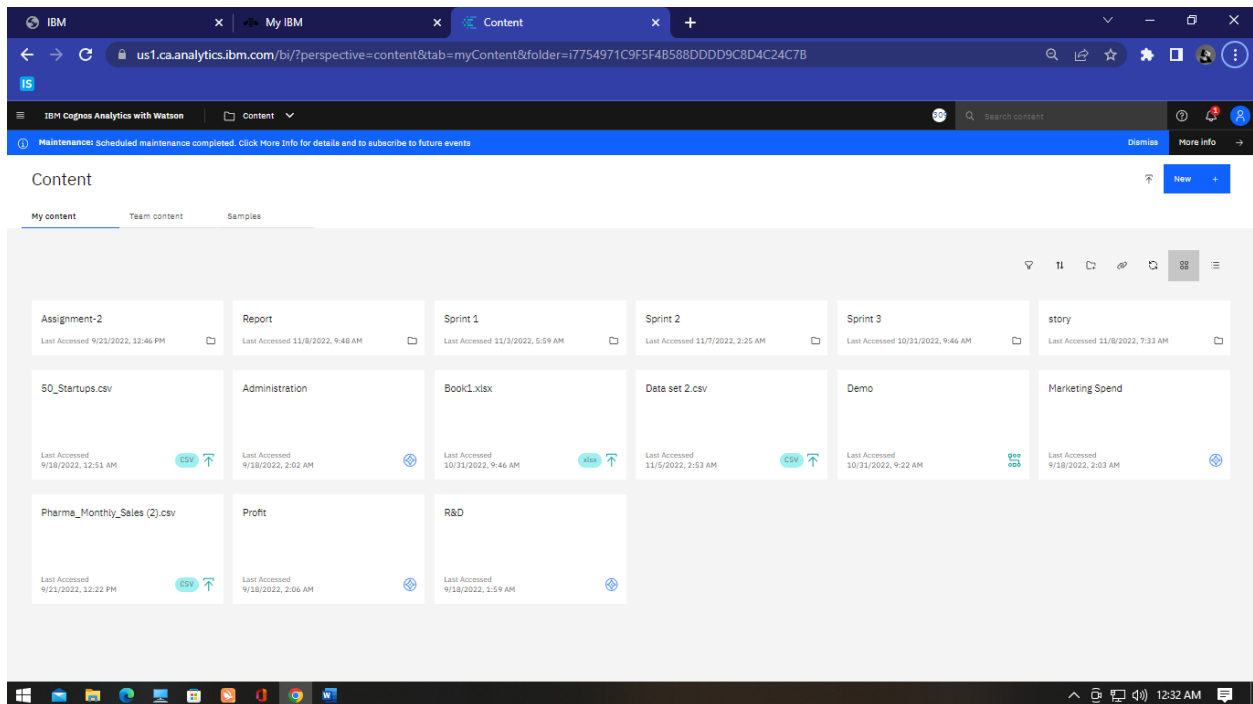 IBM
My IBM
Content
us1.ca.analytics.ibm.com/bi/?perspective=content&tab=myContent&folder=i7754971C9F5F4B588DDDD9C8D4C24C7B
IS
IBM Cognos Analytics with Watson
Content
Search content
1
Maintenance: Scheduled maintenance completed. Click More Info for details and to subscribe to future events
Dismiss
More info
Content
New +
My content
Team content
Samples
Assignment-2
Last Accessed 9/21/2022, 12:46 PM
Report
Last Accessed 11/8/2022, 9:48 AM
Sprint 1
Last Accessed 11/3/2022, 5:59 AM
Sprint 2
Last Accessed 11/7/2022, 2:25 AM
Sprint 3
Last Accessed 10/31/2022, 9:46 AM
story
Last Accessed 11/8/2022, 7:33 AM
50_Startups.csv
Last Accessed
9/18/2022, 12:51 AM
CSV
Administration
Last Accessed
9/18/2022, 2:02 AM
Book1.xlsx
Last Accessed
10/31/2022, 9:46 AM
xlsx
Data set 2.csv
Last Accessed
11/5/2022, 2:53 AM
CSV
Demo
Last Accessed
10/31/2022, 9:22 AM
Marketing Spend
Last Accessed
9/18/2022, 2:03 AM
Pharma_Monthly_Sales (2).csv
Last Accessed
9/21/2022, 12:22 PM
CSV
Profit
Last Accessed
9/18/2022, 2:06 AM
R&D
Last Accessed
9/18/2022, 1:59 AM
12:32 AM